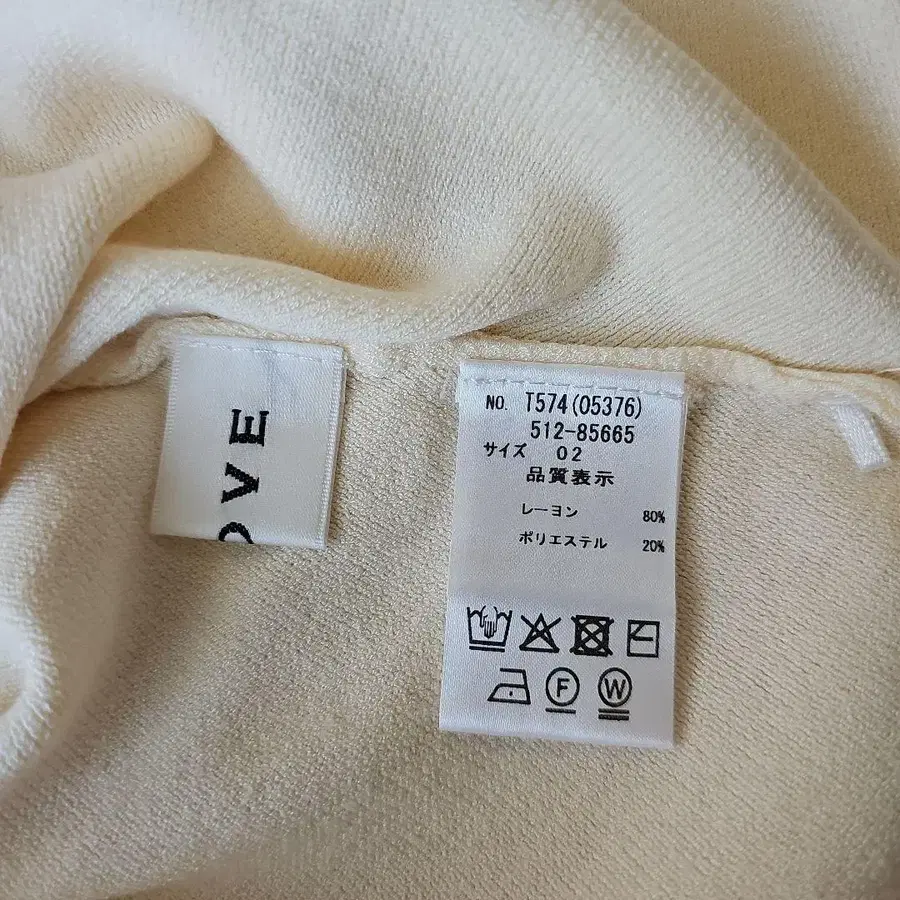 OVE
NO. T574(05376)
512-85665
サイズ 02
品質表示
レーヨン 80%
ポリエステル 20%
F W